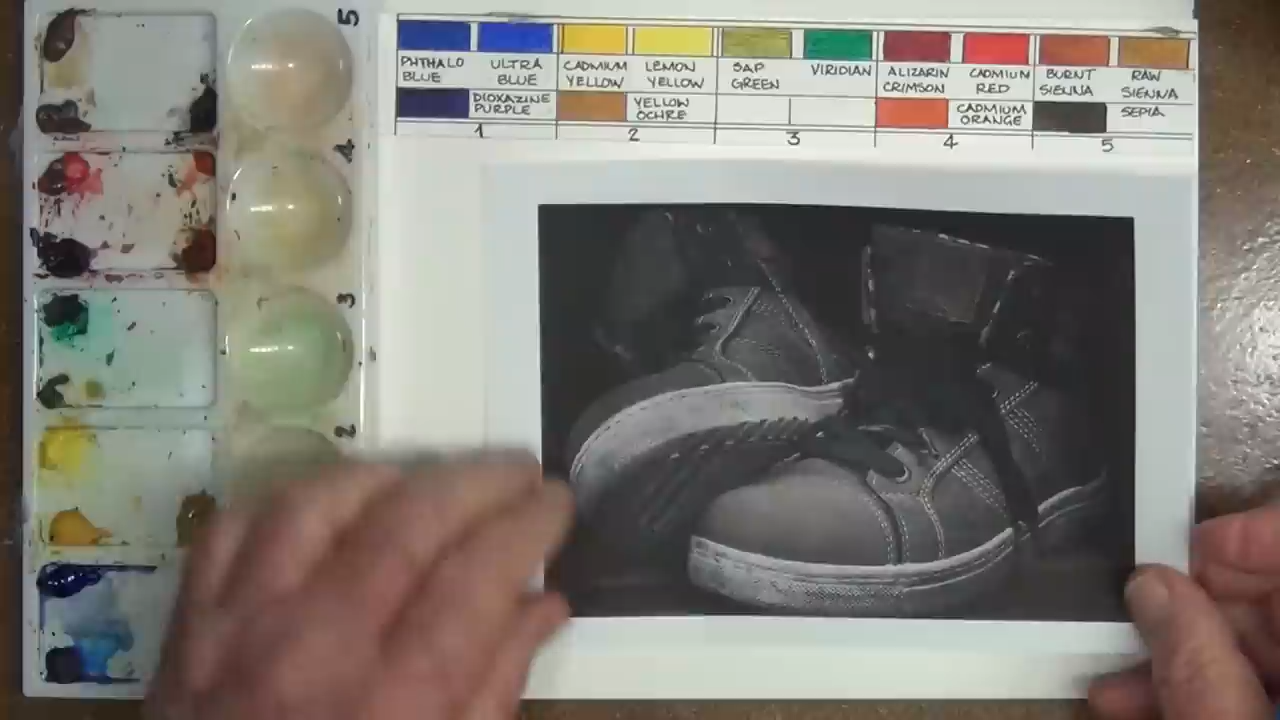 5
4
3
2
PHTHALO BLUE
ULTRA BLUE
CADMIUM YELLOW
LEMON YELLOW
SAP GREEN
VIRIDIAN
ALIZARIN CRIMSON
CADMIUM RED
BURNT SIENNA
RAW SIENNA
DIOXAZINE PURPLE
YELLOW OCHRE
CADMIUM ORANGE
SEPIA
1
2
3
4
5